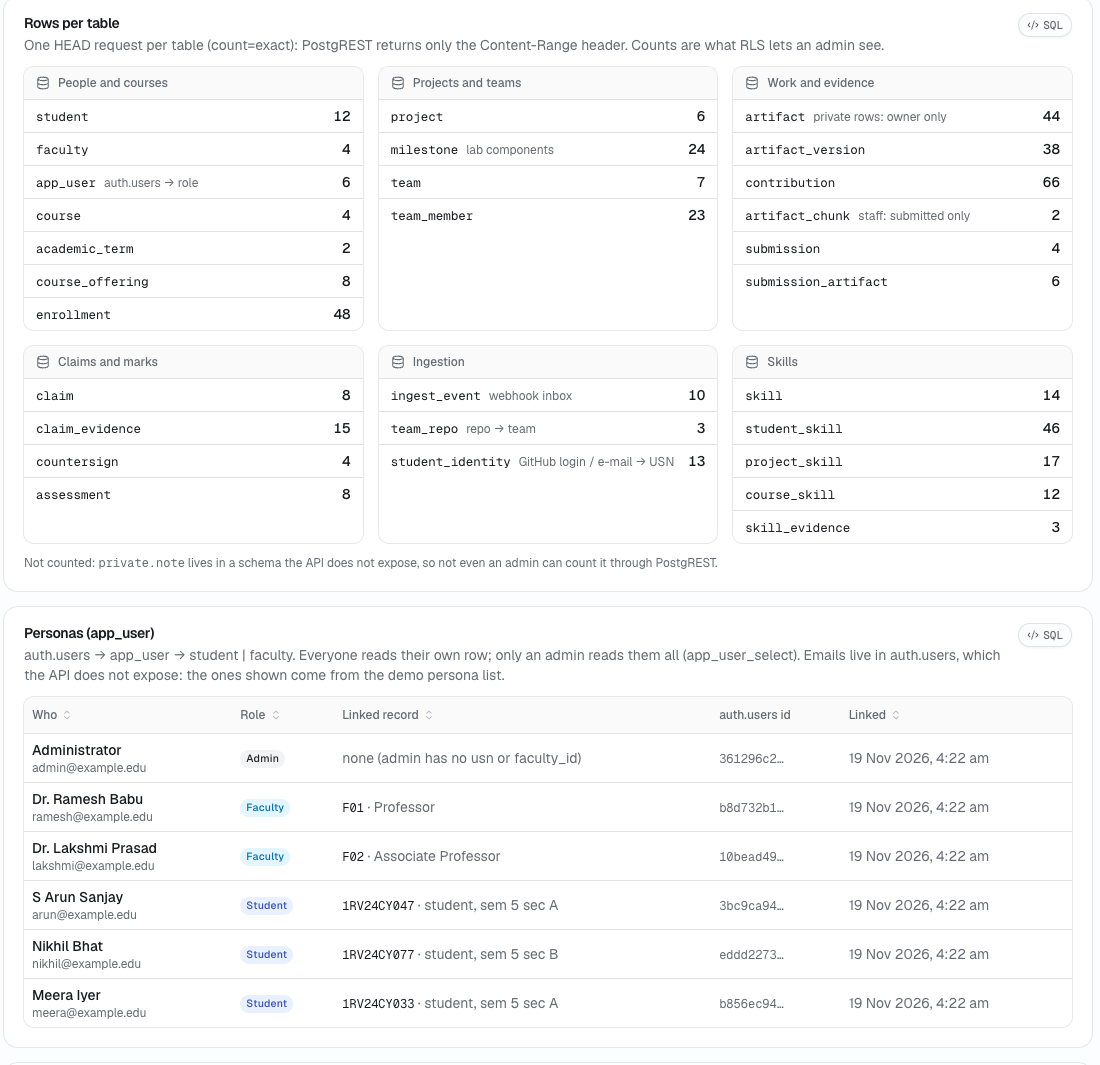 Rows per table
</> SQL
One HEAD request per table (count=exact): PostgREST returns only the Content-Range header. Counts are what RLS lets an admin see.
People and courses
student 12
faculty 4
app_user auth.users → role 6
course 4
academic_term 2
course_offering 8
enrollment 48
Projects and teams
project 6
milestone lab components 24
team 7
team_member 23
Work and evidence
artifact private rows: owner only 44
artifact_version 38
contribution 66
artifact_chunk staff: submitted only 2
submission 4
submission_artifact 6
Claims and marks
claim 8
claim_evidence 15
countersign 4
assessment 8
Ingestion
ingest_event webhook inbox 10
team_repo repo → team 3
student_identity GitHub login / e-mail → USN 13
Skills
skill 14
student_skill 46
project_skill 17
course_skill 12
skill_evidence 3
Not counted: private.note lives in a schema the API does not expose, so not even an admin can count it through PostgREST.
Personas (app_user)
</> SQL
auth.users → app_user → student | faculty. Everyone reads their own row; only an admin reads them all (app_user_select). Emails live in auth.users, which
the API does not expose: the ones shown come from the demo persona list.
Who Role Linked record auth.users id Linked
Administrator
admin@example.edu
Admin none (admin has no usn or faculty_id) 361296c2… 19 Nov 2026, 4:22 am
Dr. Ramesh Babu
ramesh@example.edu
Faculty F01 · Professor b8d732b1… 19 Nov 2026, 4:22 am
Dr. Lakshmi Prasad
lakshmi@example.edu
Faculty F02 · Associate Professor 10bead49… 19 Nov 2026, 4:22 am
S Arun Sanjay
arun@example.edu
Student 1RV24CY047 · student, sem 5 sec A 3bc9ca94… 19 Nov 2026, 4:22 am
Nikhil Bhat
nikhil@example.edu
Student 1RV24CY077 · student, sem 5 sec B eddd2273… 19 Nov 2026, 4:22 am
Meera Iyer
meera@example.edu
Student 1RV24CY033 · student, sem 5 sec A b856ec94… 19 Nov 2026, 4:22 am